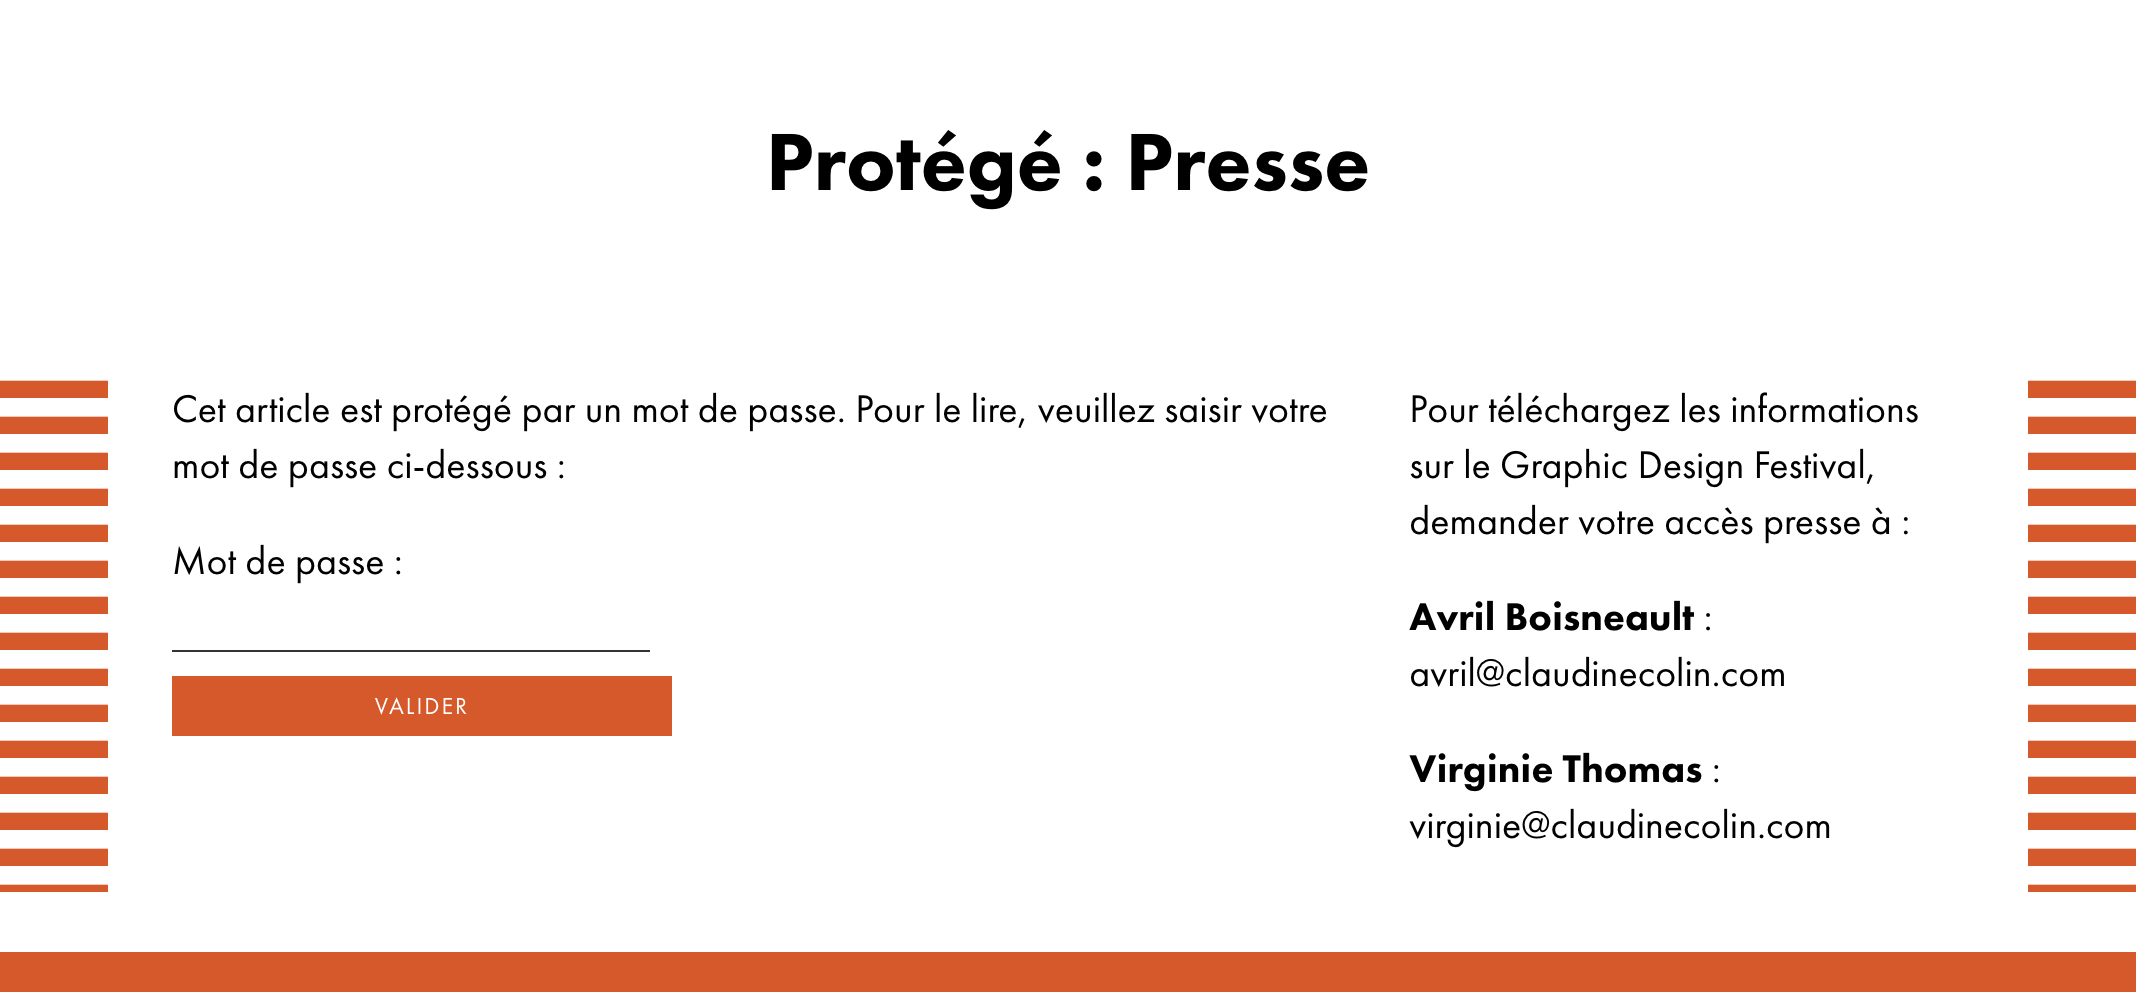 Protégé : Presse
Cet article est protégé par un mot de passe. Pour le lire, veuillez saisir votre
mot de passe ci-dessous :
Mot de passe :
VALIDER
Pour téléchargez les informations
sur le Graphic Design Festival,
demander votre accès presse à :
Avril Boisneault :
avril@claudinecolin.com
Virginie Thomas :
virginie@claudinecolin.com